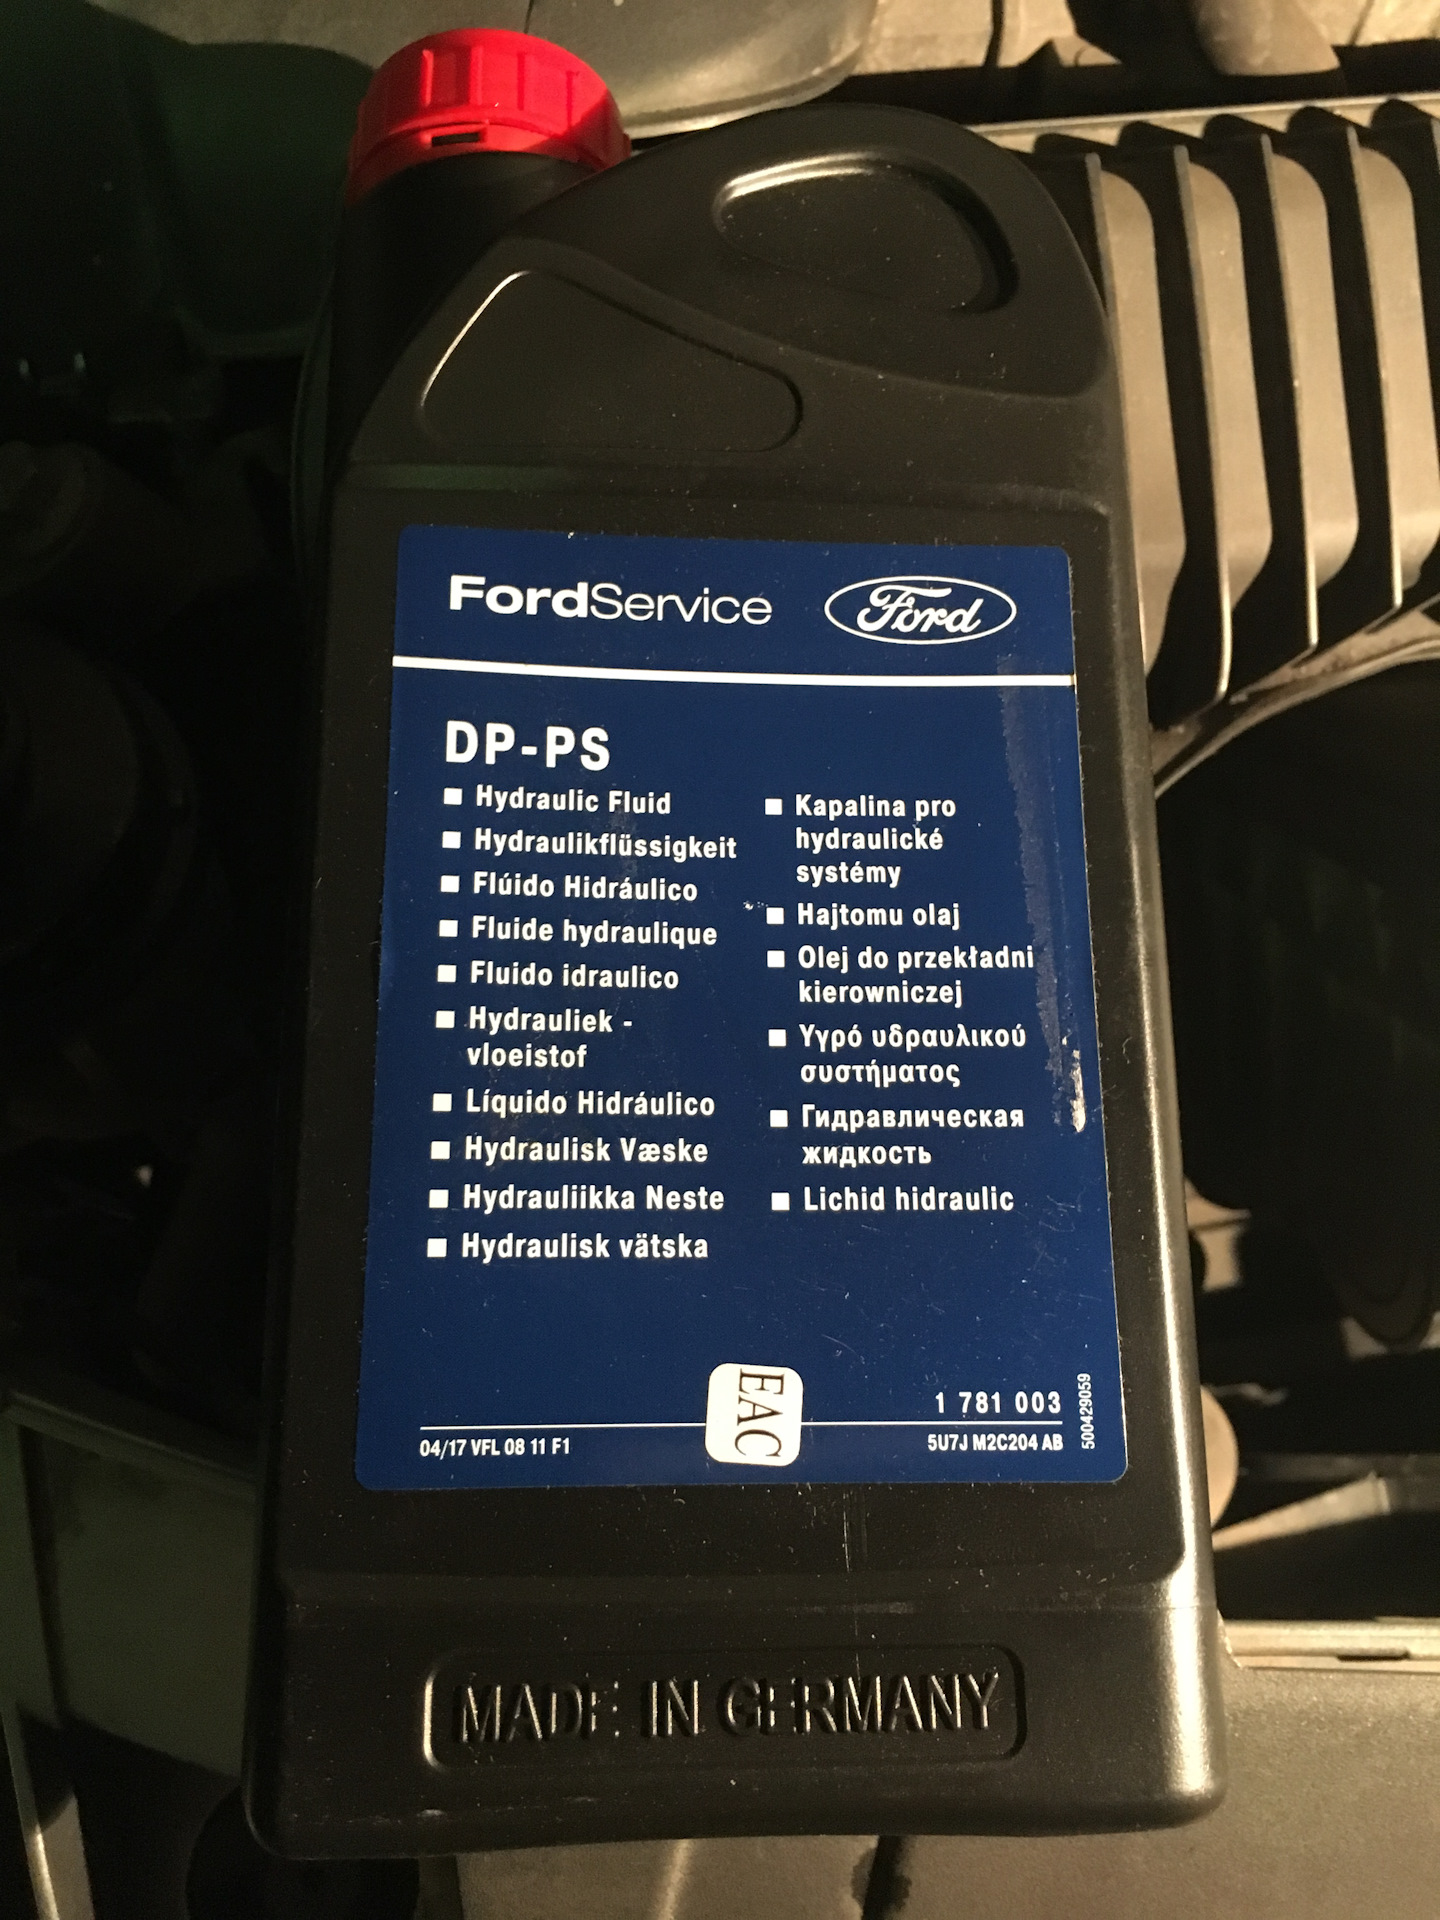 FordService
Ford
DP-PS
■ Hydraulic Fluid
■ Hydraulikflüssigkeit
■ Flúido Hidráulico
■ Fluide hydraulique
■ Fluido idraulico
■ Hydrauliek -
vloeistof
■ Líquido Hidráulico
■ Hydraulisk Væske
■ Hydrauliikka Neste
■ Hydraulisk vätska
■ Kapalina pro
hydraulické
systémy
■ Hajtomu olaj
■ Olej do przekładni
kierowniczej
■ Υγρό υδραυλικού
συστήματος
■ Гидравлическая
жидкость
■ Lichid hidraulic
EAC
1 781 003
04/17 VFL 08 11 F1
5U7J M2C204 AB
500429059
MADE IN GERMANY